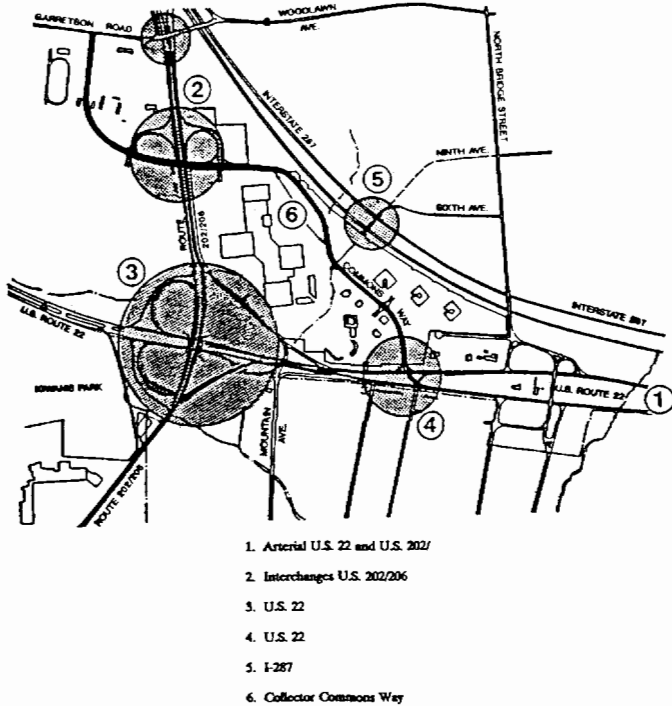 GARRETSON ROAD
WOODLAWN
AVE.
NORTH BRIDGE STREET
INTERSTATE 287
2
NINTH AVE.
5
SIXTH AVE.
6
ROUTE
202/206
3
COMMONS WAY
U.S. ROUTE 22
INTERSTATE 287
KIWANIS PARK
MOUNTAIN
AVE.
U.S. ROUTE 22
1
4
ROUTE 202/206
1. Arterial U.S. 22 and U.S. 202/
2. Interchanges U.S. 202/206
3. U.S. 22
4. U.S. 22
5. I-287
6. Collector Commons Way